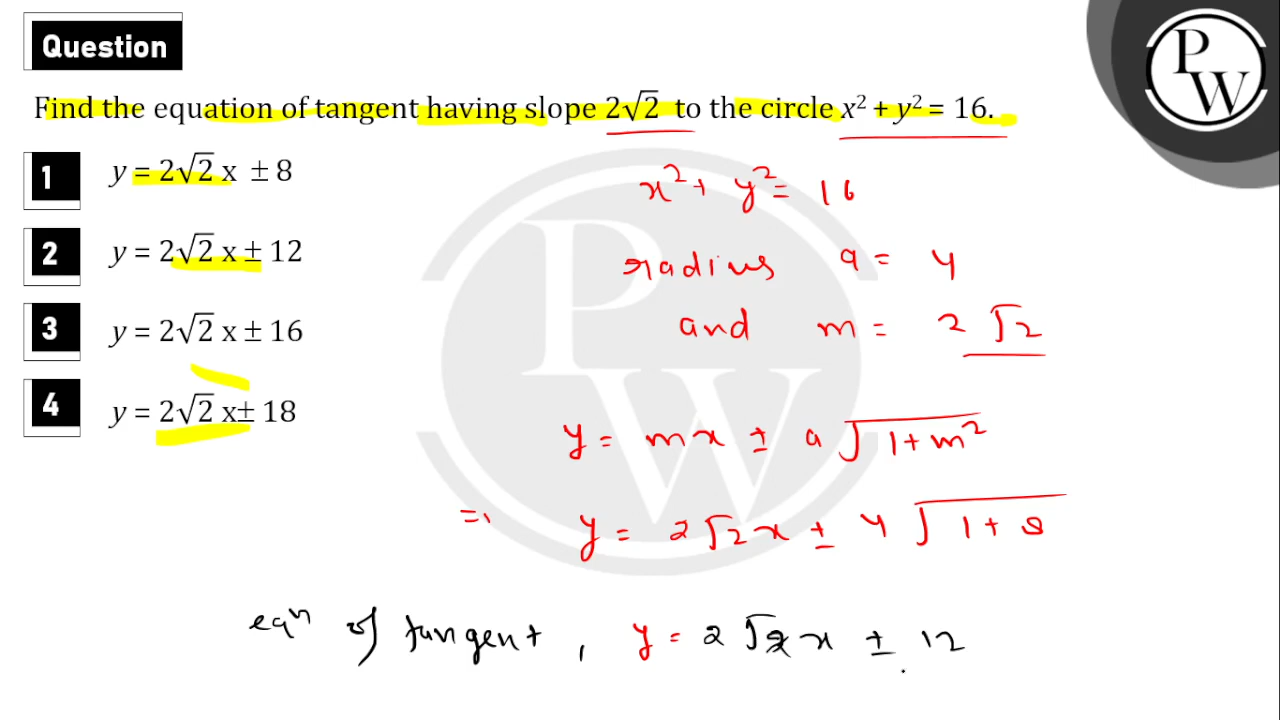 Question
PW
Find the equation of tangent having slope 2√2 to the circle x² + y² = 16.
1 y = 2√2 x ± 8
2 y = 2√2 x ± 12
3 y = 2√2 x ± 16
4 y = 2√2 x± 18
x² + y² = 16
radius a = 4
and m = 2√2
y = mx ± a√(1+m²)
⇒ y = 2√2x ± 4√(1+8)
eqⁿ of tangent, y = 2√2x ± 12
PW